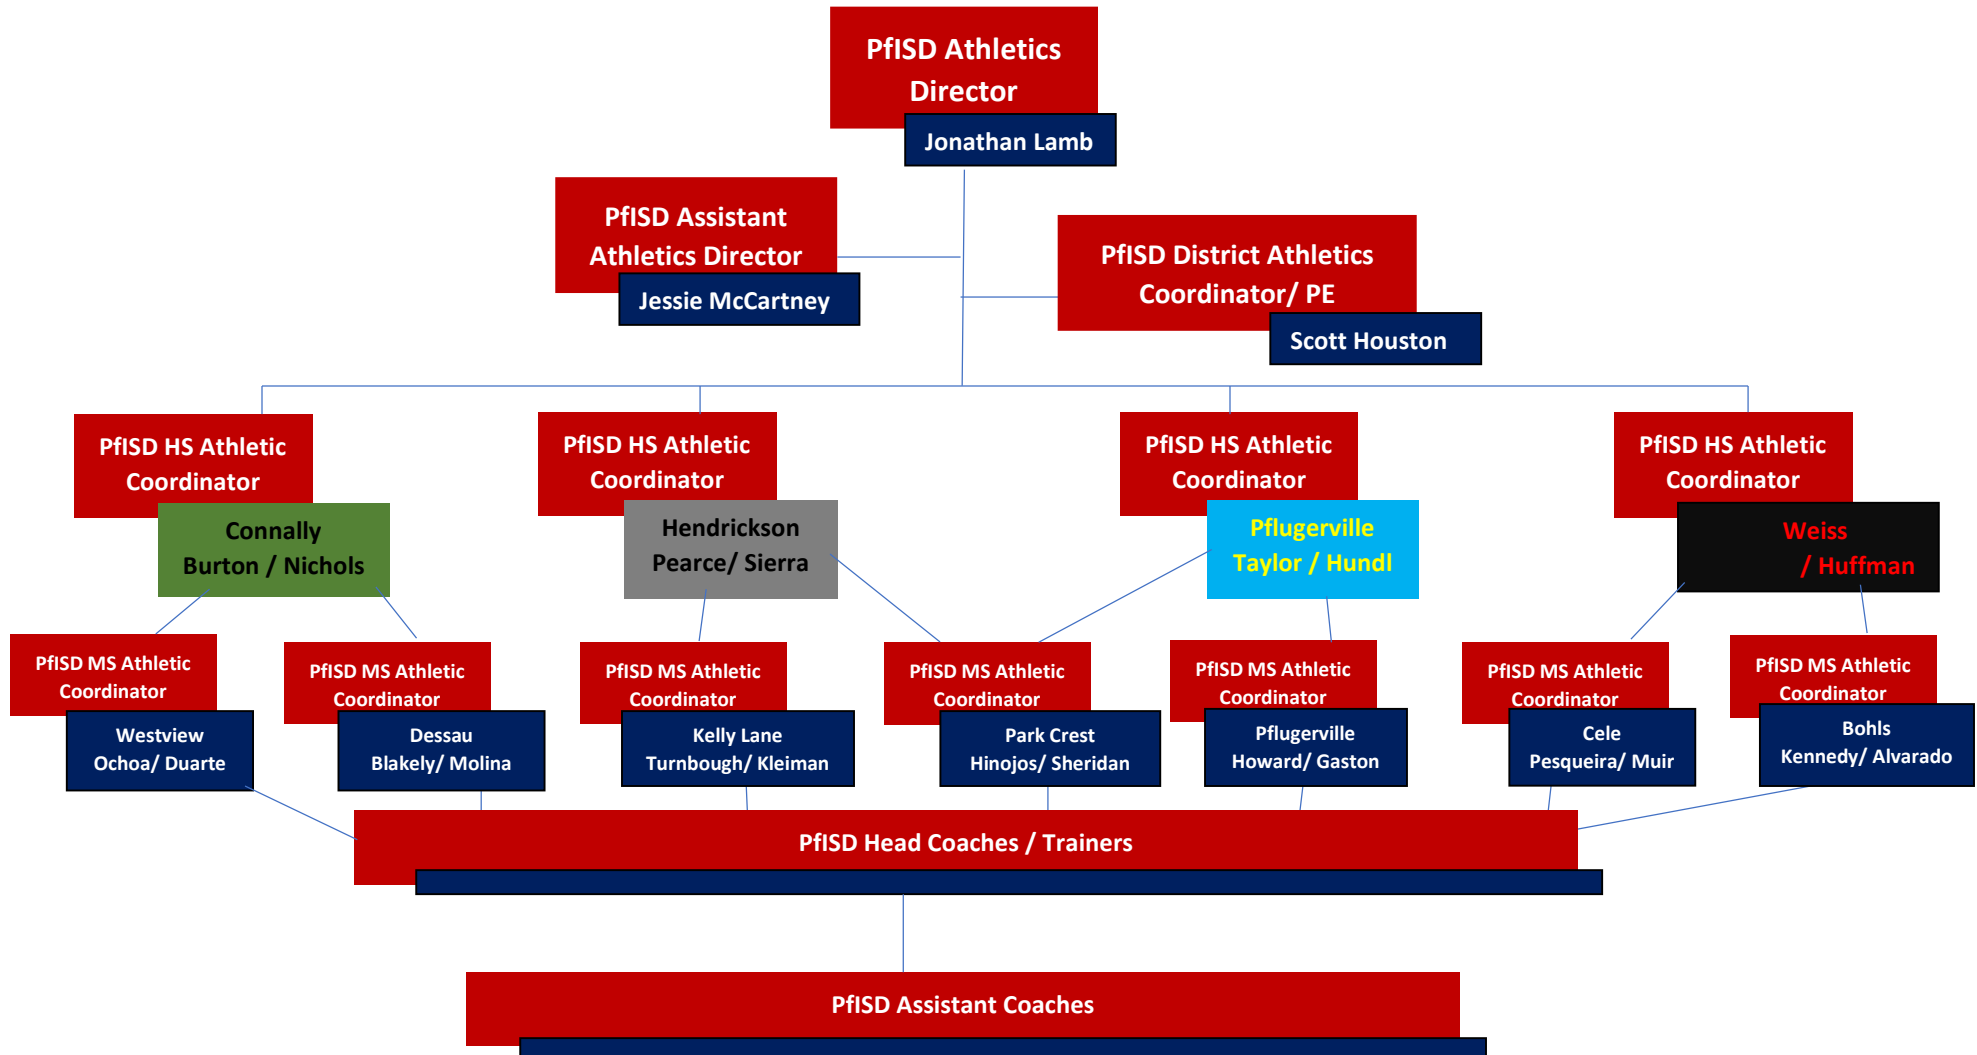 PfISD Athletics
Director
Jonathan Lamb
PfISD Assistant
Athletics Director
Jessie McCartney
PfISD District Athletics
Coordinator/ PE
Scott Houston
PfISD HS Athletic
Coordinator
Connally
Burton / Nichols
PfISD HS Athletic
Coordinator
Hendrickson
Pearce/ Sierra
PfISD HS Athletic
Coordinator
Pflugerville
Taylor / Hundl
PfISD HS Athletic
Coordinator
Weiss
/ Huffman
PfISD MS Athletic
Coordinator
Westview
Ochoa/ Duarte
PfISD MS Athletic
Coordinator
Dessau
Blakely/ Molina
PfISD MS Athletic
Coordinator
Kelly Lane
Turnbough/ Kleiman
PfISD MS Athletic
Coordinator
Park Crest
Hinojos/ Sheridan
PfISD MS Athletic
Coordinator
Pflugerville
Howard/ Gaston
PfISD MS Athletic
Coordinator
Cele
Pesqueira/ Muir
PfISD MS Athletic
Coordinator
Bohls
Kennedy/ Alvarado
PfISD Head Coaches / Trainers
PfISD Assistant Coaches